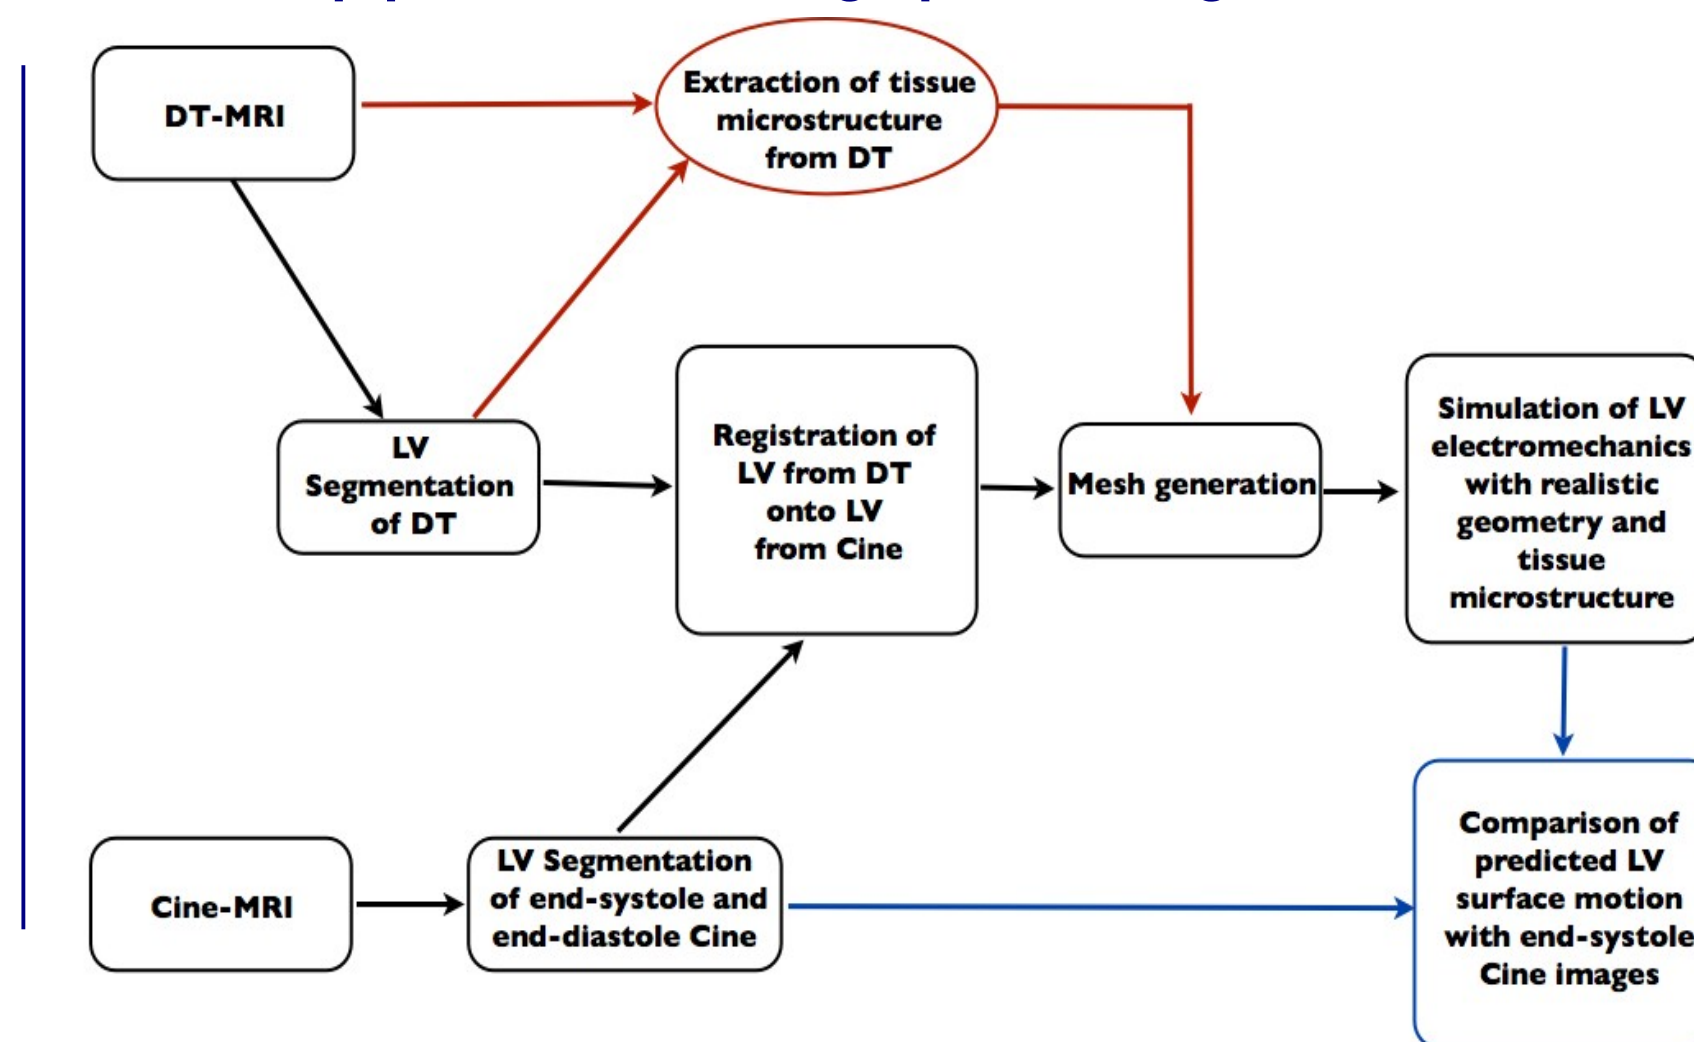 DT-MRI
Extraction of tissue
microstructure
from DT
LV
Segmentation
of DT
Registration of
LV from DT
onto LV
from Cine
Mesh generation
Simulation of LV
electromechanics
with realistic
geometry and
tissue
microstructure
Cine-MRI
LV Segmentation
of end-systole and
end-diastole Cine
Comparison of
predicted LV
surface motion
with end-systole
Cine images